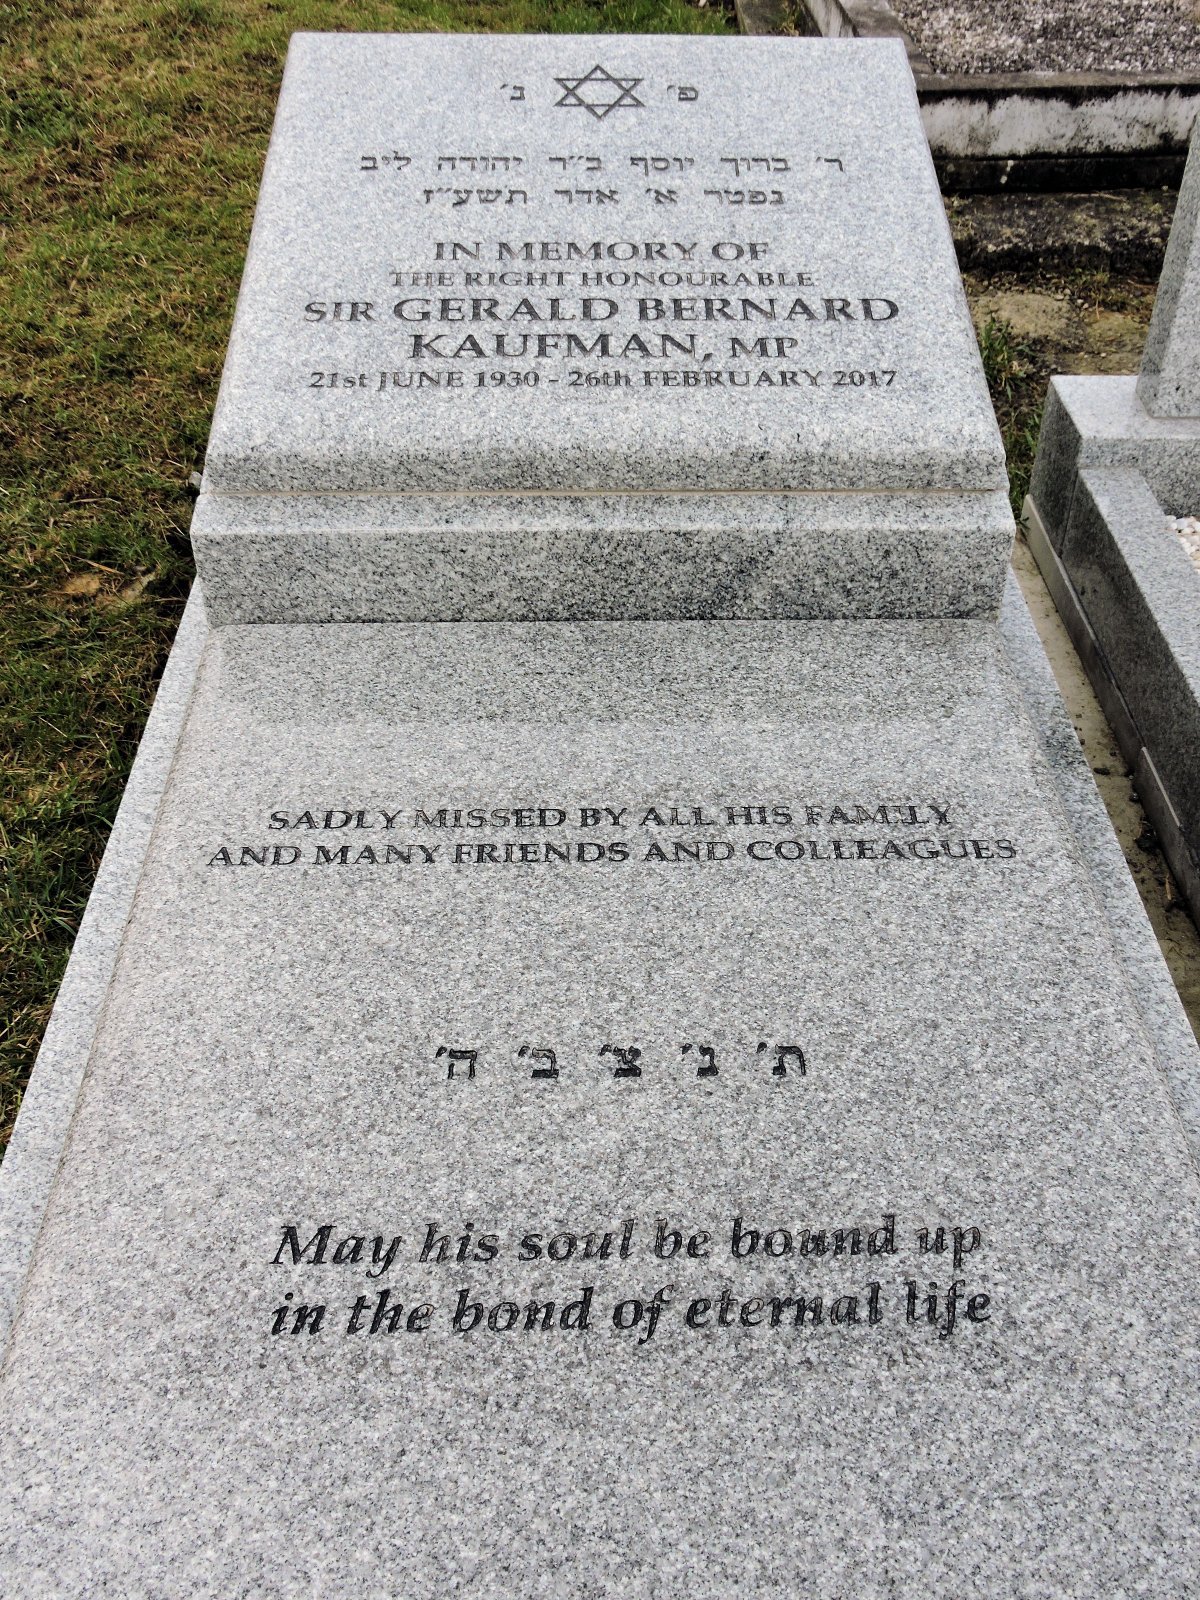 פ׳ נ׳
ר׳ ברוך יוסף ב״ר יהודה ליב
נפטר א׳ אדר תשע״ז
IN MEMORY OF
THE RIGHT HONOURABLE
SIR GERALD BERNARD
KAUFMAN, MP
21st JUNE 1930 - 26th FEBRUARY 2017
SADLY MISSED BY ALL HIS FAMILY
AND MANY FRIENDS AND COLLEAGUES
ת׳ נ׳ צ׳ ב׳ ה׳
May his soul be bound up
in the bond of eternal life